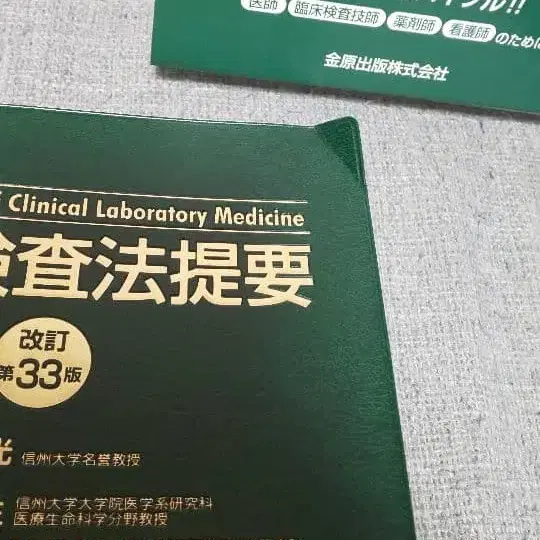 医師 臨床検査技師 薬剤師 看護師 のために
金原出版株式会社
Clinical Laboratory Medicine
検査法提要
改訂
第33版
光 信州大学名誉教授
信州大学大学院医学系研究科
医療生命科学分野教授